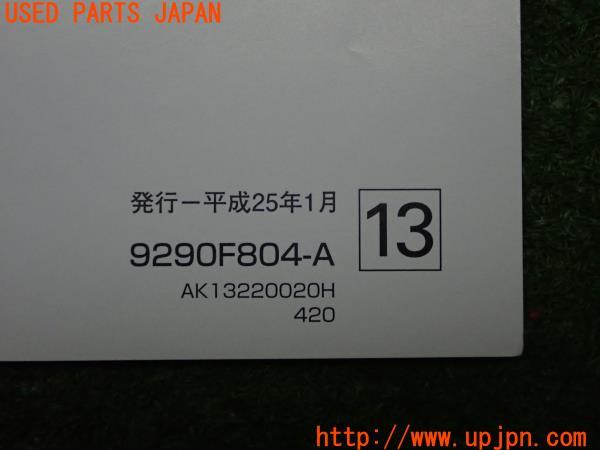 USED PARTS JAPAN
発行ー平成25年1月
13
9290F804-A
AK13220020H
420
http://www.upjpn.com/